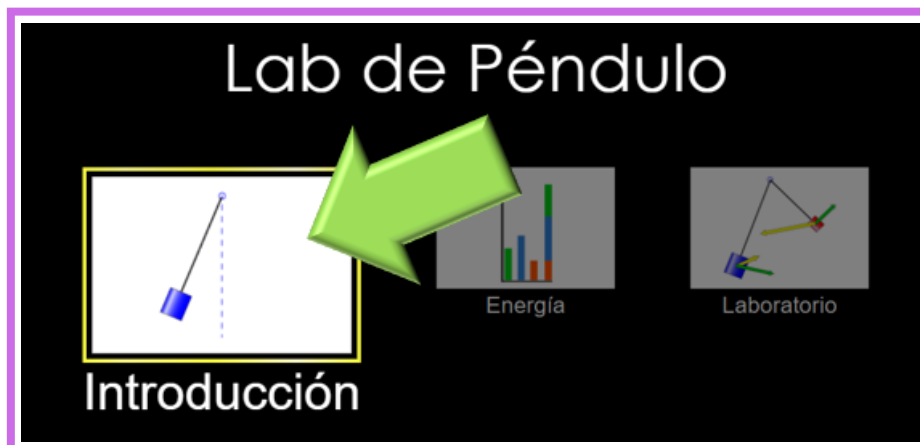 Lab de Péndulo
Energía
Laboratorio
Introducción